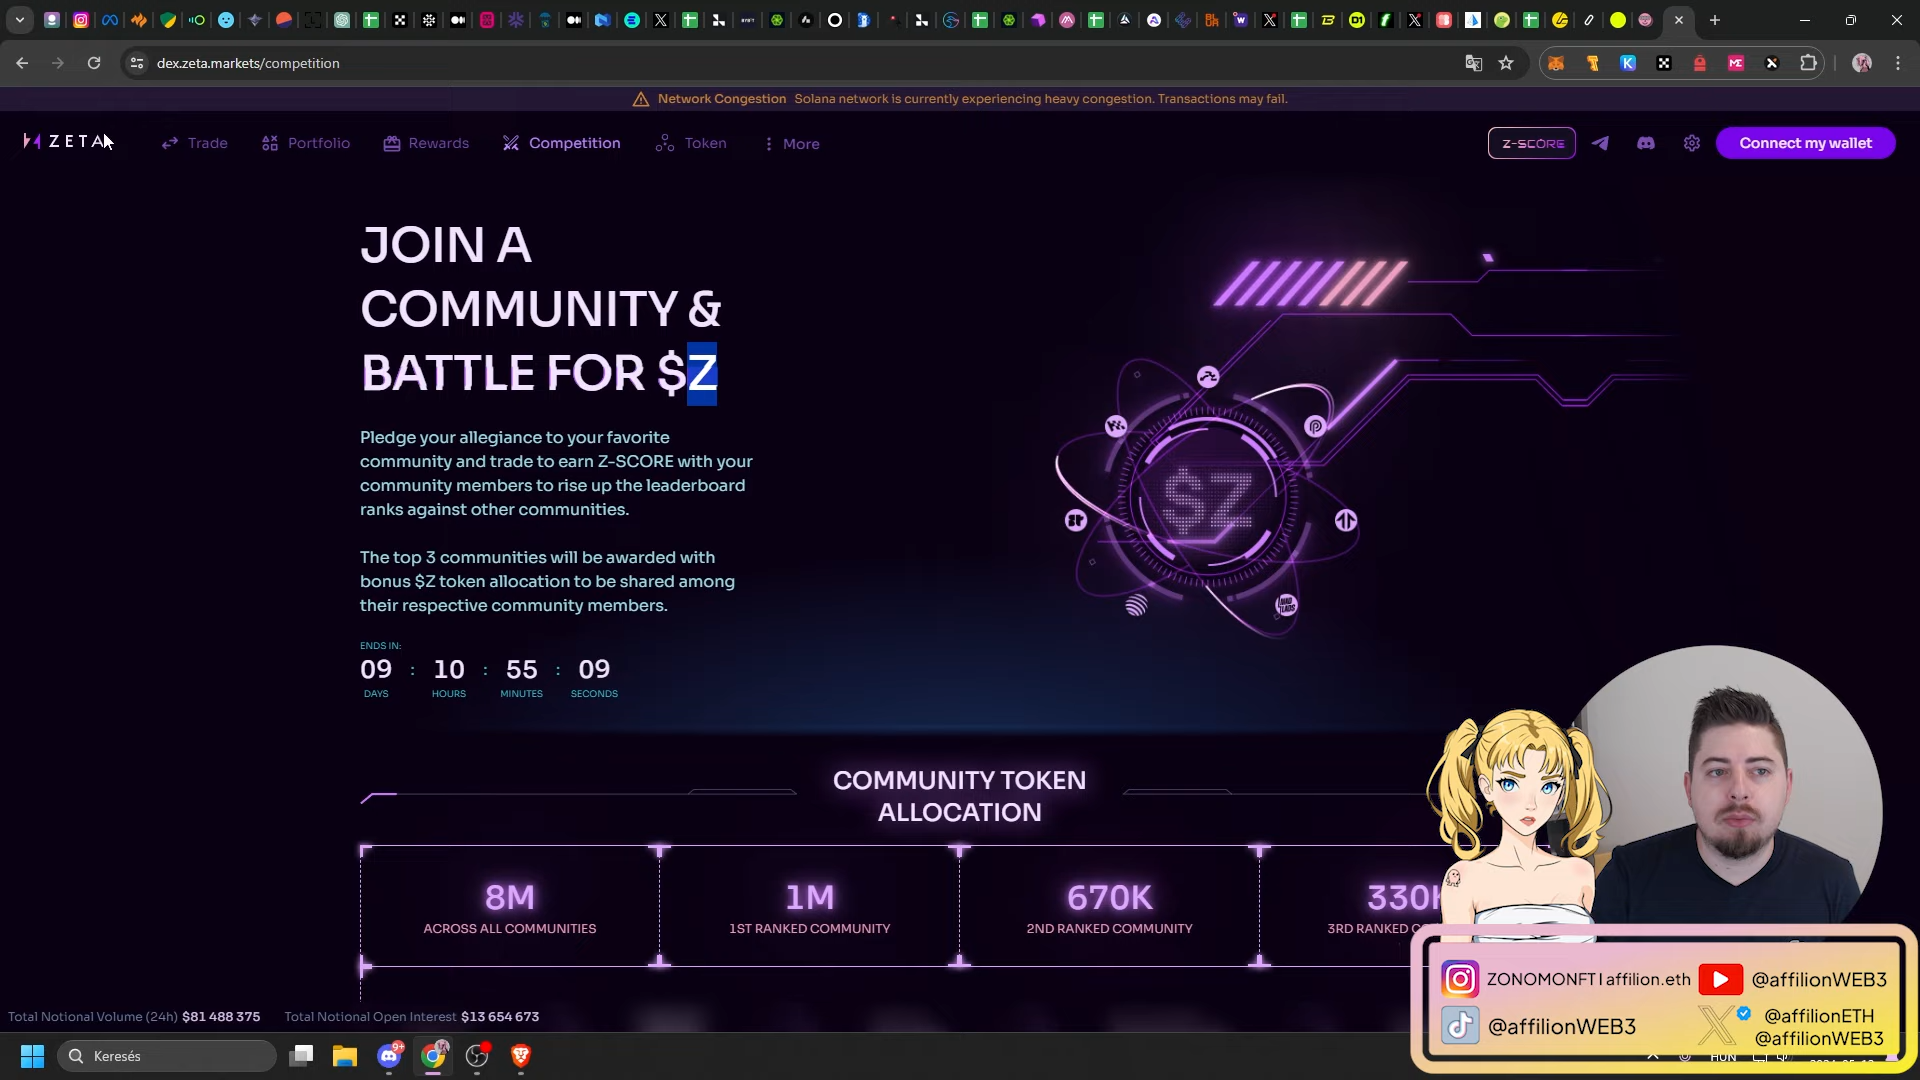 dex.zeta.markets/competition
Network Congestion Solana network is currently experiencing heavy congestion. Transactions may fail.
ZETA
Trade
Portfolio
Rewards
Competition
Token
More
Z-SCORE
Connect my wallet
JOIN A
COMMUNITY &
BATTLE FOR $Z
Pledge your allegiance to your favorite
community and trade to earn Z-SCORE with your
community members to rise up the leaderboard
ranks against other communities.
The top 3 communities will be awarded with
bonus $Z token allocation to be shared among
their respective community members.
ENDS IN:
09 : 10 : 55 : 09
DAYS HOURS MINUTES SECONDS
$Z
COMMUNITY TOKEN
ALLOCATION
8M
ACROSS ALL COMMUNITIES
1M
1ST RANKED COMMUNITY
670K
2ND RANKED COMMUNITY
330K
3RD RANKED
Total Notional Volume (24h) $81 488 375
Total Notional Open Interest $13 654 673
ZONOMONFT | affilion.eth
@affilionWEB3
@affilionWEB3
@affilionETH
@affilionWEB3
Keresés
9+
HUN